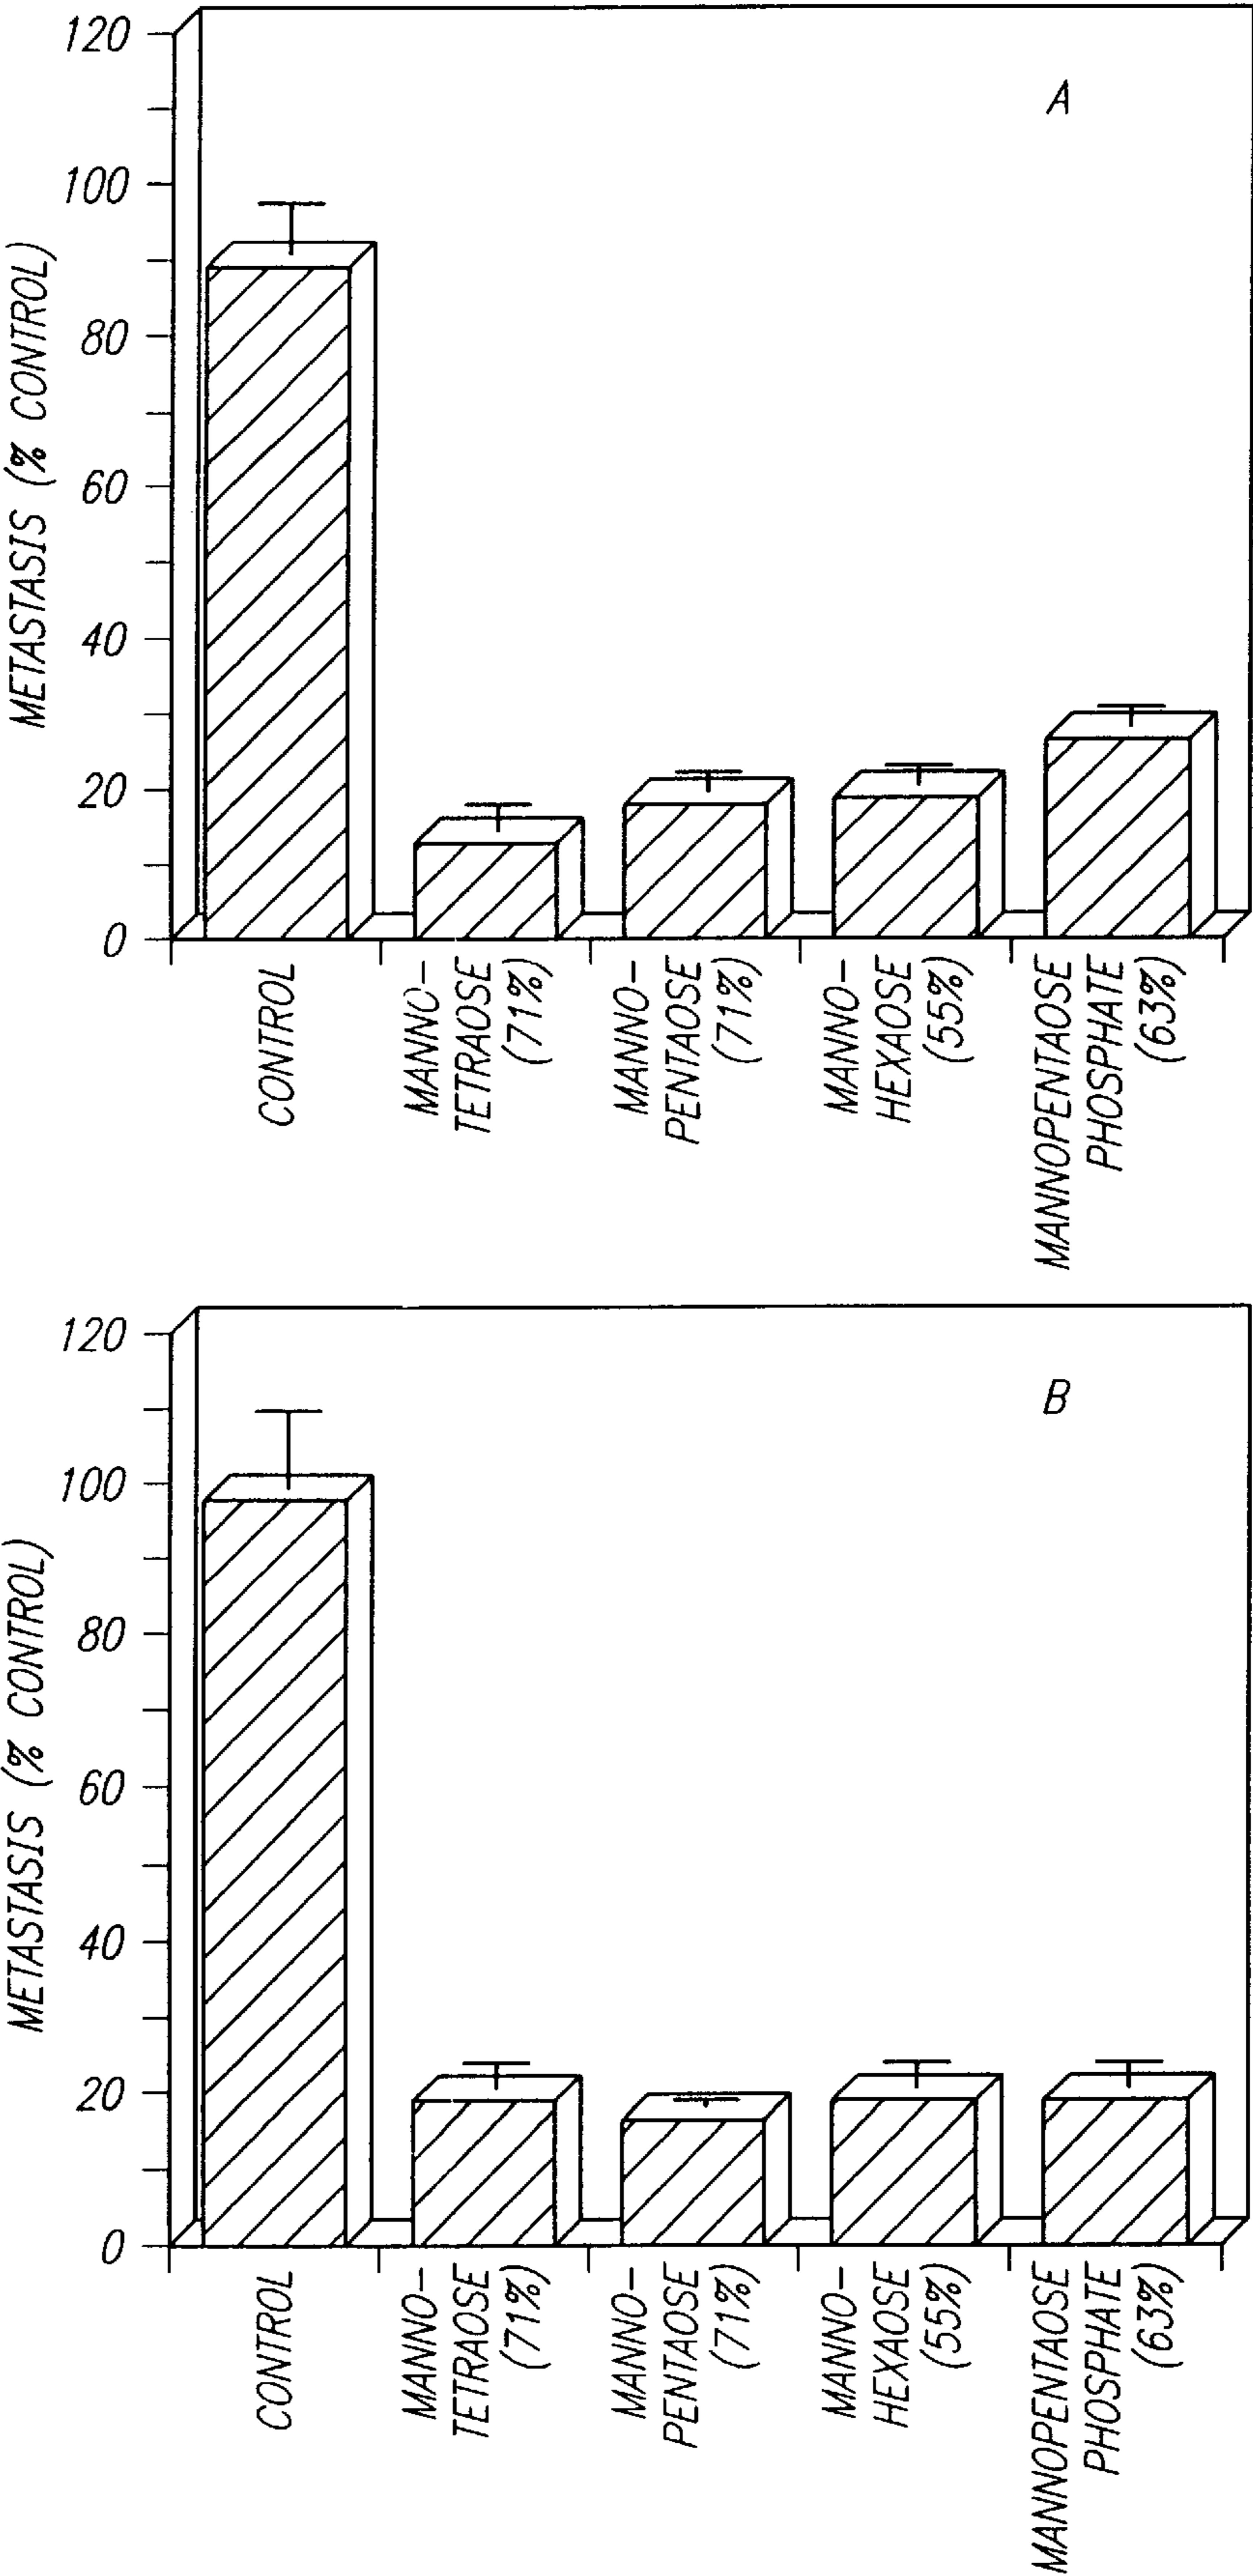 A
METASTASIS (% CONTROL)
120
100
80
60
40
20
0
CONTROL
MANNO-
TETRAOSE
(71%)
MANNO-
PENTAOSE
(71%)
MANNO-
HEXAOSE
(55%)
MANNOPENTAOSE
PHOSPHATE
(63%)
B
METASTASIS (% CONTROL)
120
100
80
60
40
20
0
CONTROL
MANNO-
TETRAOSE
(71%)
MANNO-
PENTAOSE
(71%)
MANNO-
HEXAOSE
(55%)
MANNOPENTAOSE
PHOSPHATE
(63%)